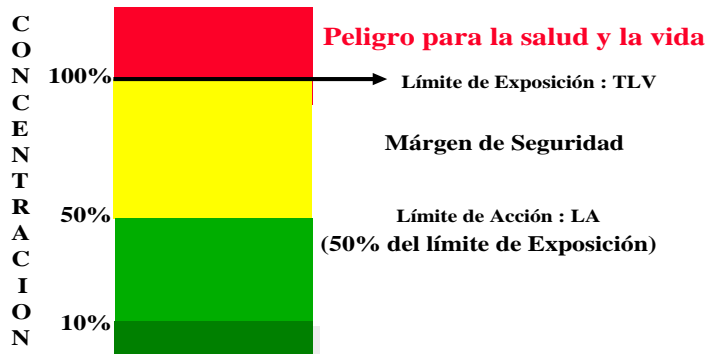 CONCENTRACION
Peligro para la salud y la vida
100%
Límite de Exposición : TLV
Márgen de Seguridad
50%
Límite de Acción : LA
(50% del límite de Exposición)
10%